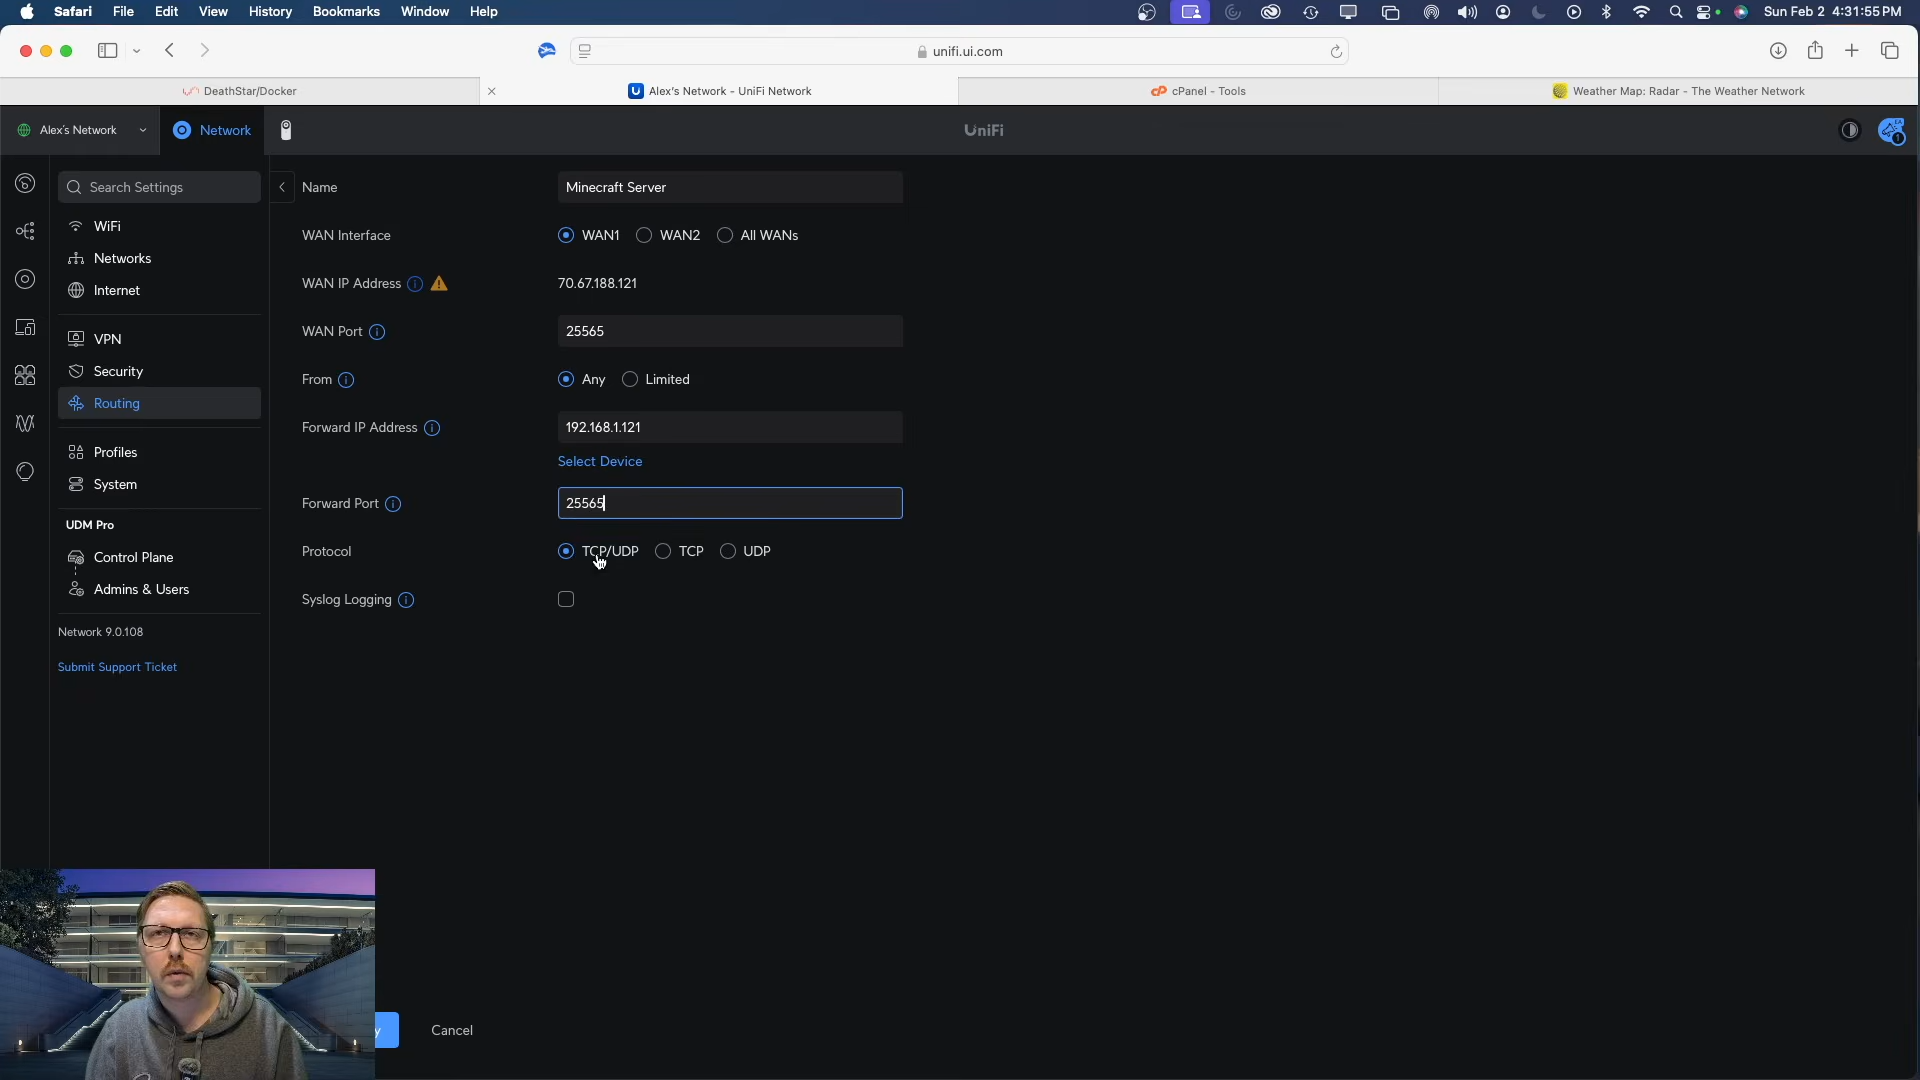 Safari File Edit View History Bookmarks Window Help Sun Feb 2 4:31:55 PM
unifi.ui.com
DeathStar/Docker
Alex's Network - UniFi Network
cPanel - Tools
Weather Map: Radar - The Weather Network
Alex's Network
Network
UniFi
Search Settings
WiFi
Networks
Internet
VPN
Security
Routing
Profiles
System
UDM Pro
Control Plane
Admins & Users
Network 9.0.108
Submit Support Ticket
Name Minecraft Server
WAN Interface WAN1 WAN2 All WANs
WAN IP Address 70.67.188.121
WAN Port 25565
From Any Limited
Forward IP Address 192.168.1.121
Select Device
Forward Port 25565
Protocol TCP/UDP TCP UDP
Syslog Logging
Cancel